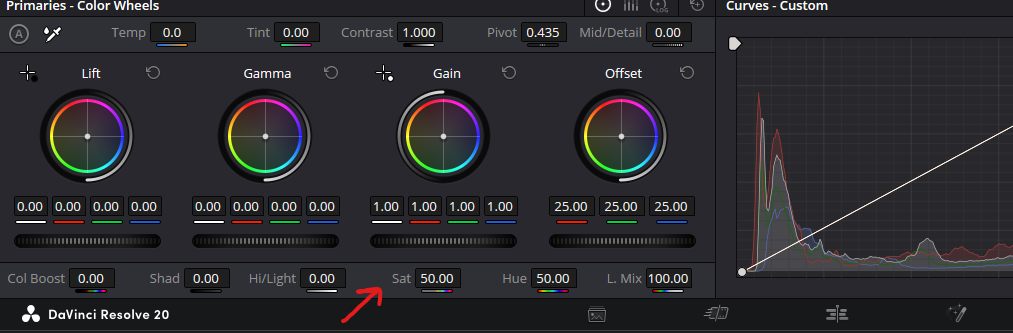 Primaries - Color Wheels
LOG
Curves - Custom
A Temp 0.0 Tint 0.00 Contrast 1.000 Pivot 0.435 Mid/Detail 0.00
Lift Gamma Gain Offset
0.00 0.00 0.00 0.00 0.00 0.00 0.00 0.00 1.00 1.00 1.00 1.00 25.00 25.00 25.00
Col Boost 0.00 Shad 0.00 Hi/Light 0.00 Sat 50.00 Hue 50.00 L. Mix 100.00
DaVinci Resolve 20